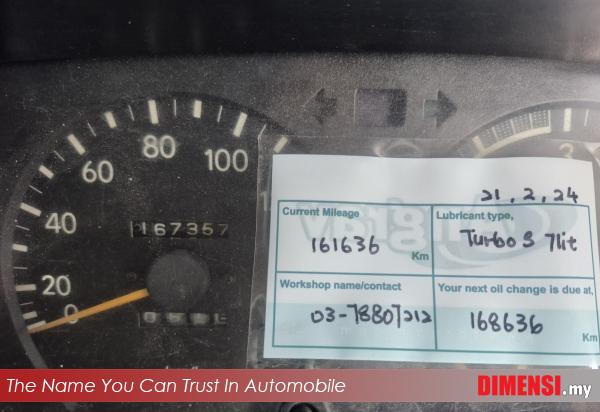 20
40
60
80
100
167357
3
21.2.24
Current Mileage
161636 Km
Lubricant type,
Turbo S 7lit
Workshop name/contact
03-78807212
Your next oil change is due at,
168636 Km
The Name You Can Trust In Automobile
DIMENSI.my